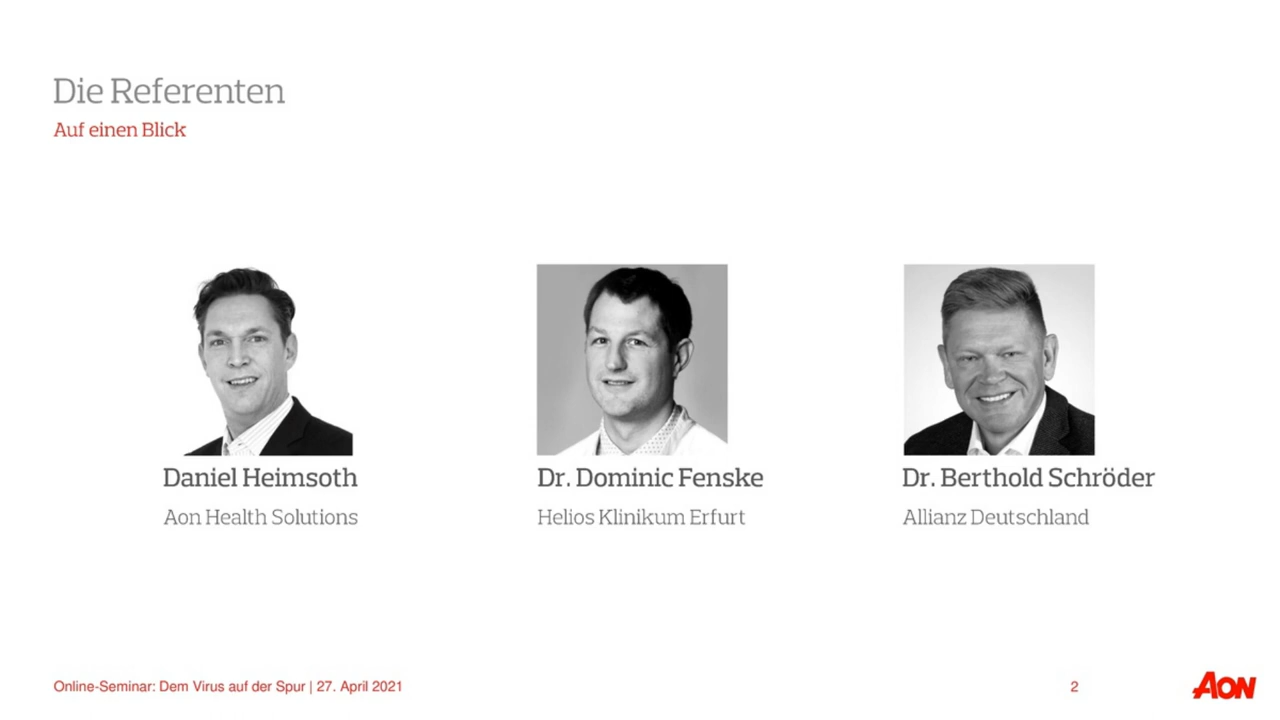 Die Referenten
Auf einen Blick
Daniel Heimsoth
Aon Health Solutions
Dr. Dominic Fenske
Helios Klinikum Erfurt
Dr. Berthold Schröder
Allianz Deutschland
Online-Seminar: Dem Virus auf der Spur | 27. April 2021
2
AON